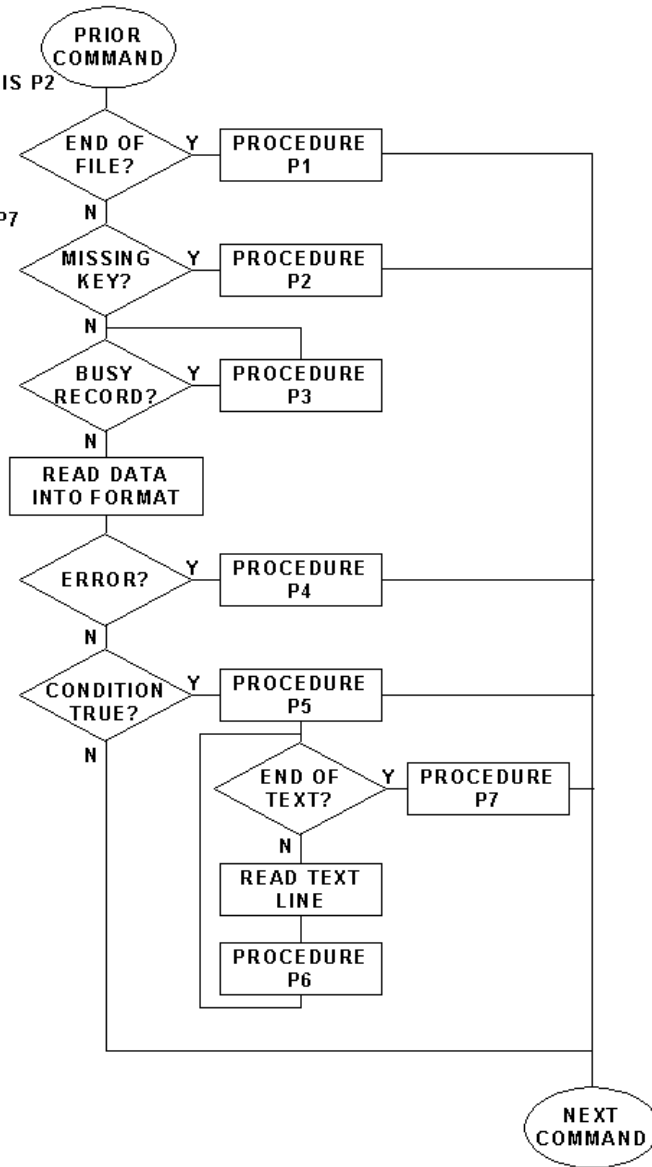 PRIOR
COMMAND
IS P2
END OF
FILE?
Y
PROCEDURE
P1
N
P7
MISSING
KEY?
Y
PROCEDURE
P2
N
BUSY
RECORD?
Y
PROCEDURE
P3
N
READ DATA
INTO FORMAT
ERROR?
Y
PROCEDURE
P4
N
CONDITION
TRUE?
Y
PROCEDURE
P5
N
END OF
TEXT?
Y
PROCEDURE
P7
N
READ TEXT
LINE
PROCEDURE
P6
NEXT
COMMAND